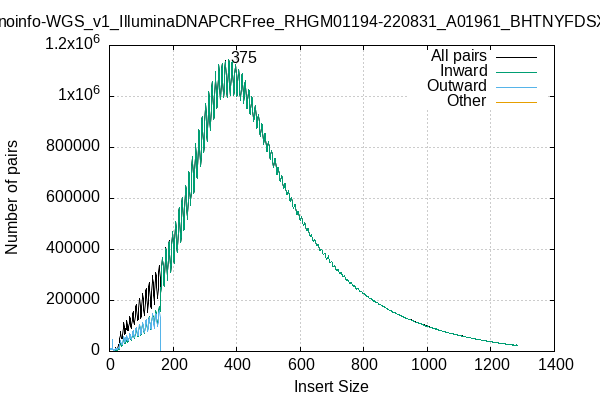 noinfo-WGS_v1_IlluminaDNAPCRFree_RHGM01194-220831_A01961_BHTNYFDSX
1.2x10^6
1x10^6
800000
600000
400000
200000
0
Number of pairs
375
All pairs
Inward
Outward
Other
0 200 400 600 800 1000 1200 1400
Insert Size